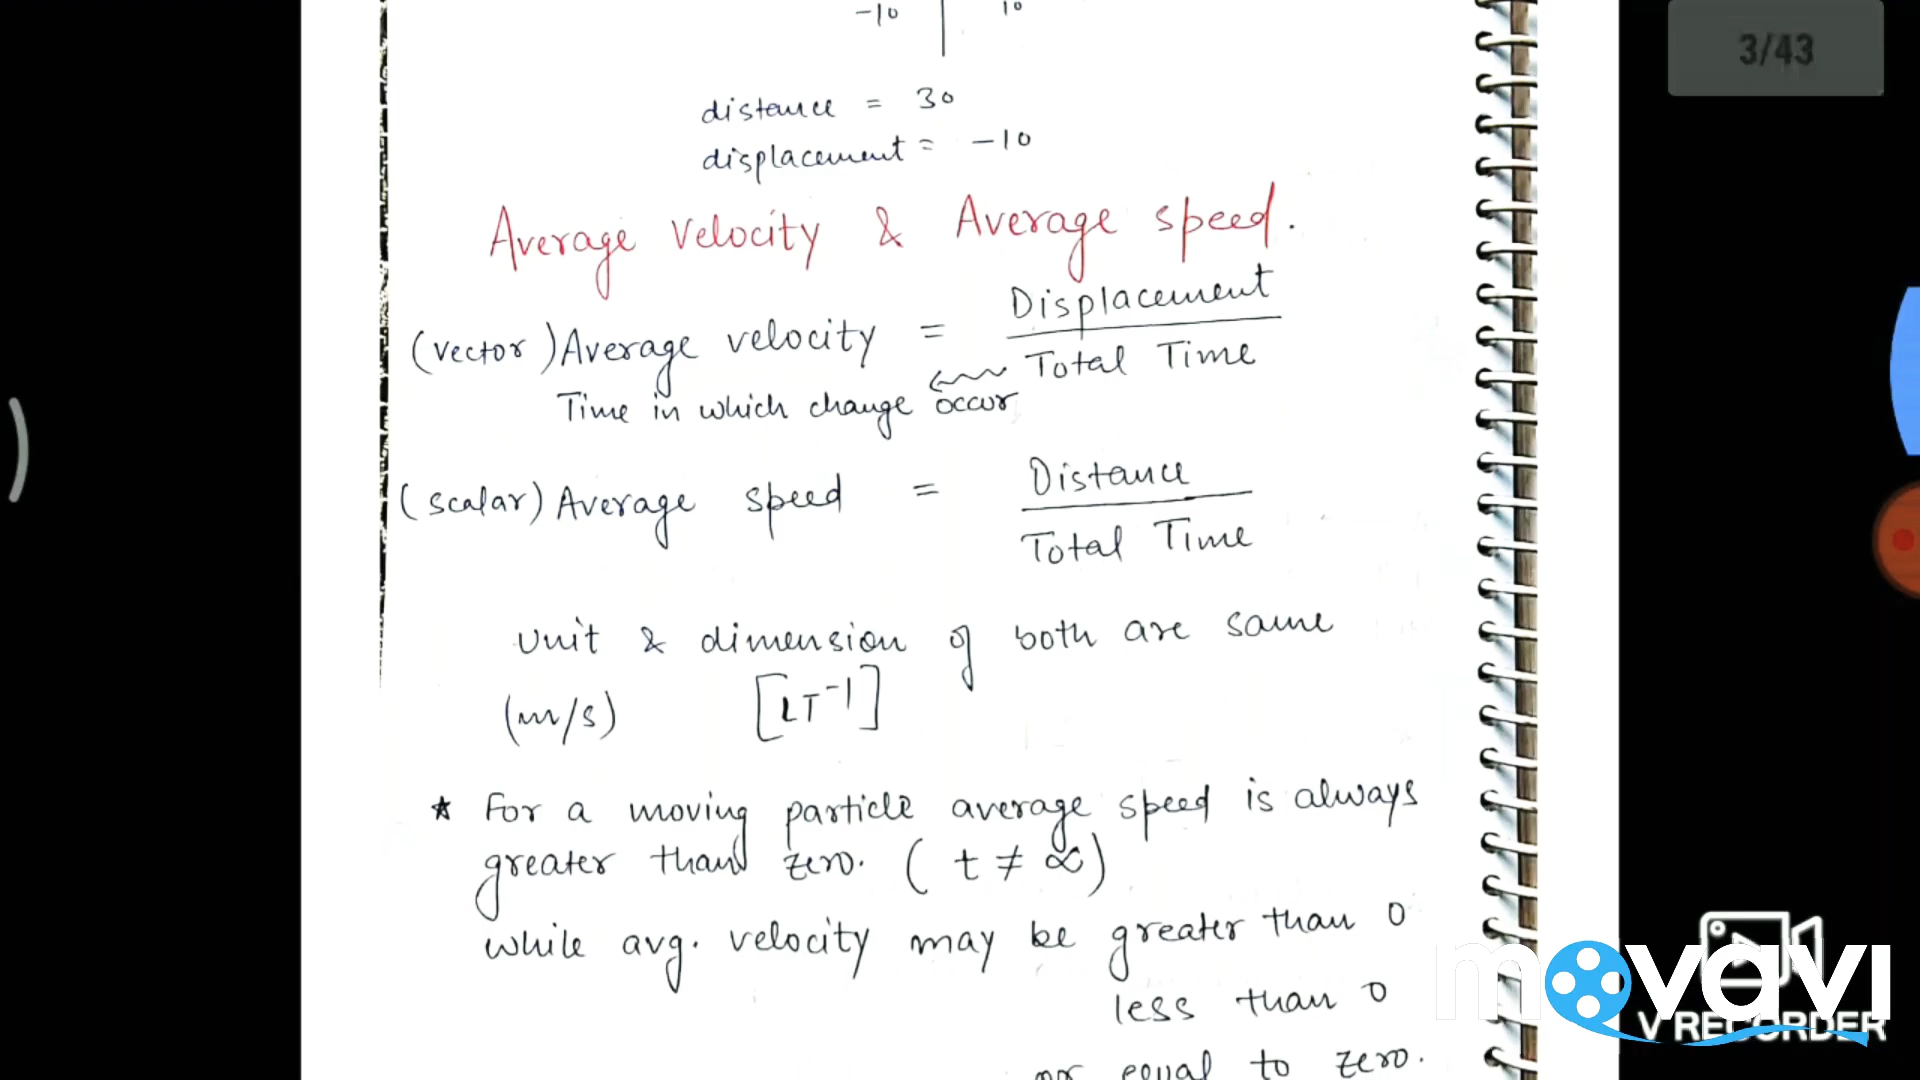 -10 10
3/43
distance = 30
displacement = -10
Average Velocity & Average speed.
(vector) Average velocity = Displacement / Total Time
Time in which change occur
(scalar) Average speed = Distance / Total Time
Unit & dimension of both are same
(m/s) [LT⁻¹]
★ For a moving particle average speed is always
greater than zero. ( t ≠ ∞ )
while avg. velocity may be greater than 0
less than 0
or equal to zero.
movavi
V RECORDER